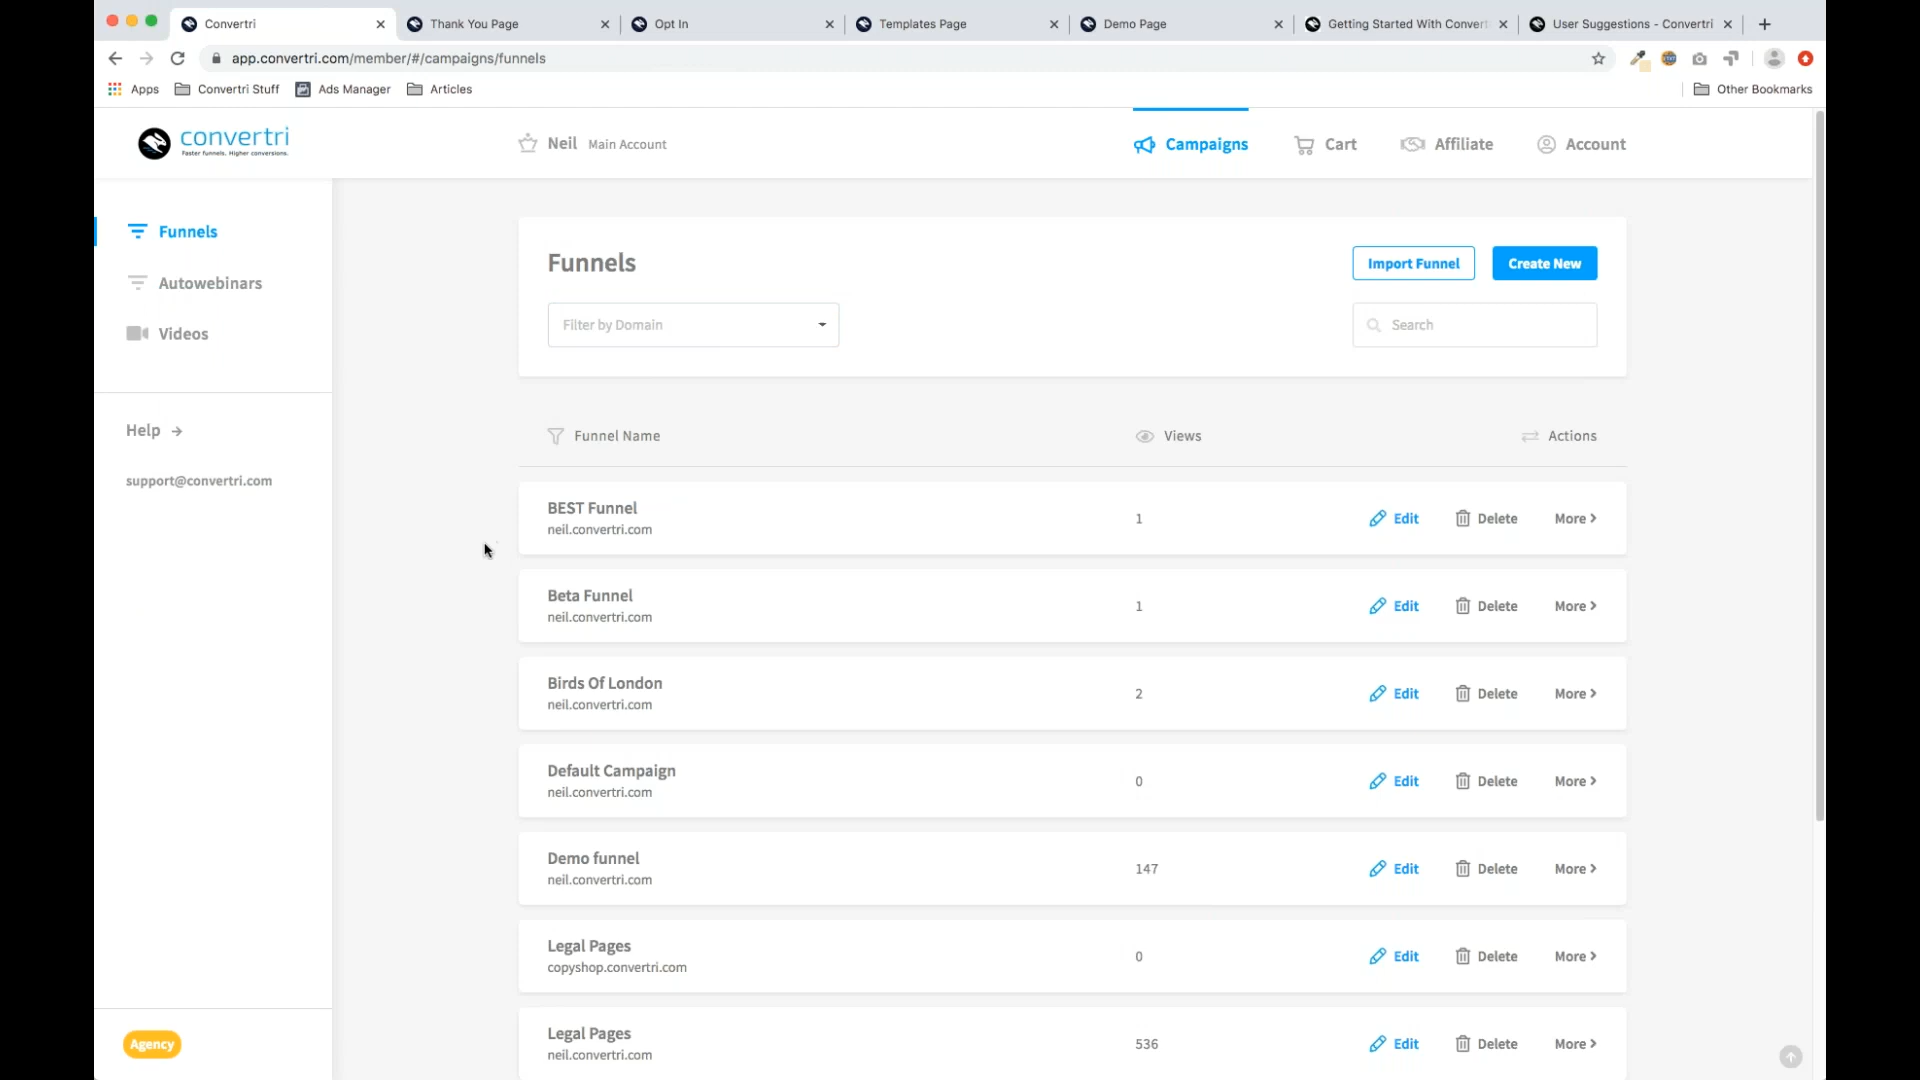 Convertri
Thank You Page
Opt In
Templates Page
Demo Page
Getting Started With Convert
User Suggestions - Convertri
app.convertri.com/member/#/campaigns/funnels
Apps
Convertri Stuff
Ads Manager
Articles
Other Bookmarks
convertri
Faster funnels. Higher conversions.
Neil Main Account
Campaigns
Cart
Affiliate
Account
Funnels
Autowebinars
Videos
Help
support@convertri.com
Agency
Funnels
Import Funnel
Create New
Filter by Domain
Search
Funnel Name
Views
Actions
BEST Funnel
neil.convertri.com
1
Edit
Delete
More
Beta Funnel
neil.convertri.com
1
Edit
Delete
More
Birds Of London
neil.convertri.com
2
Edit
Delete
More
Default Campaign
neil.convertri.com
0
Edit
Delete
More
Demo funnel
neil.convertri.com
147
Edit
Delete
More
Legal Pages
copyshop.convertri.com
0
Edit
Delete
More
Legal Pages
neil.convertri.com
536
Edit
Delete
More